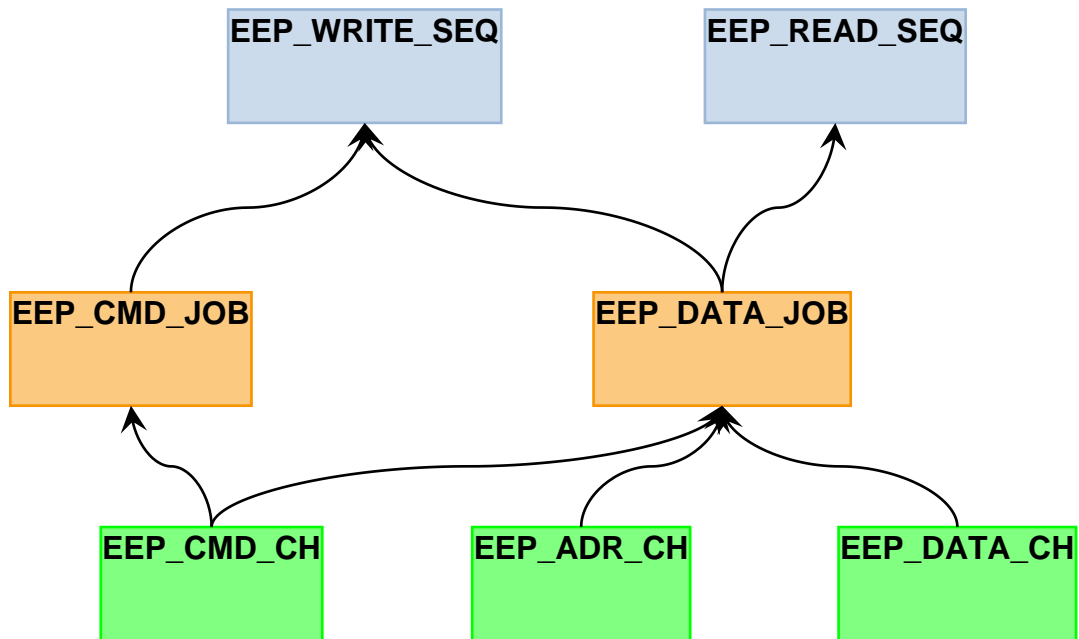 EEP_WRITE_SEQ
EEP_READ_SEQ
EEP_CMD_JOB
EEP_DATA_JOB
EEP_CMD_CH
EEP_ADR_CH
EEP_DATA_CH